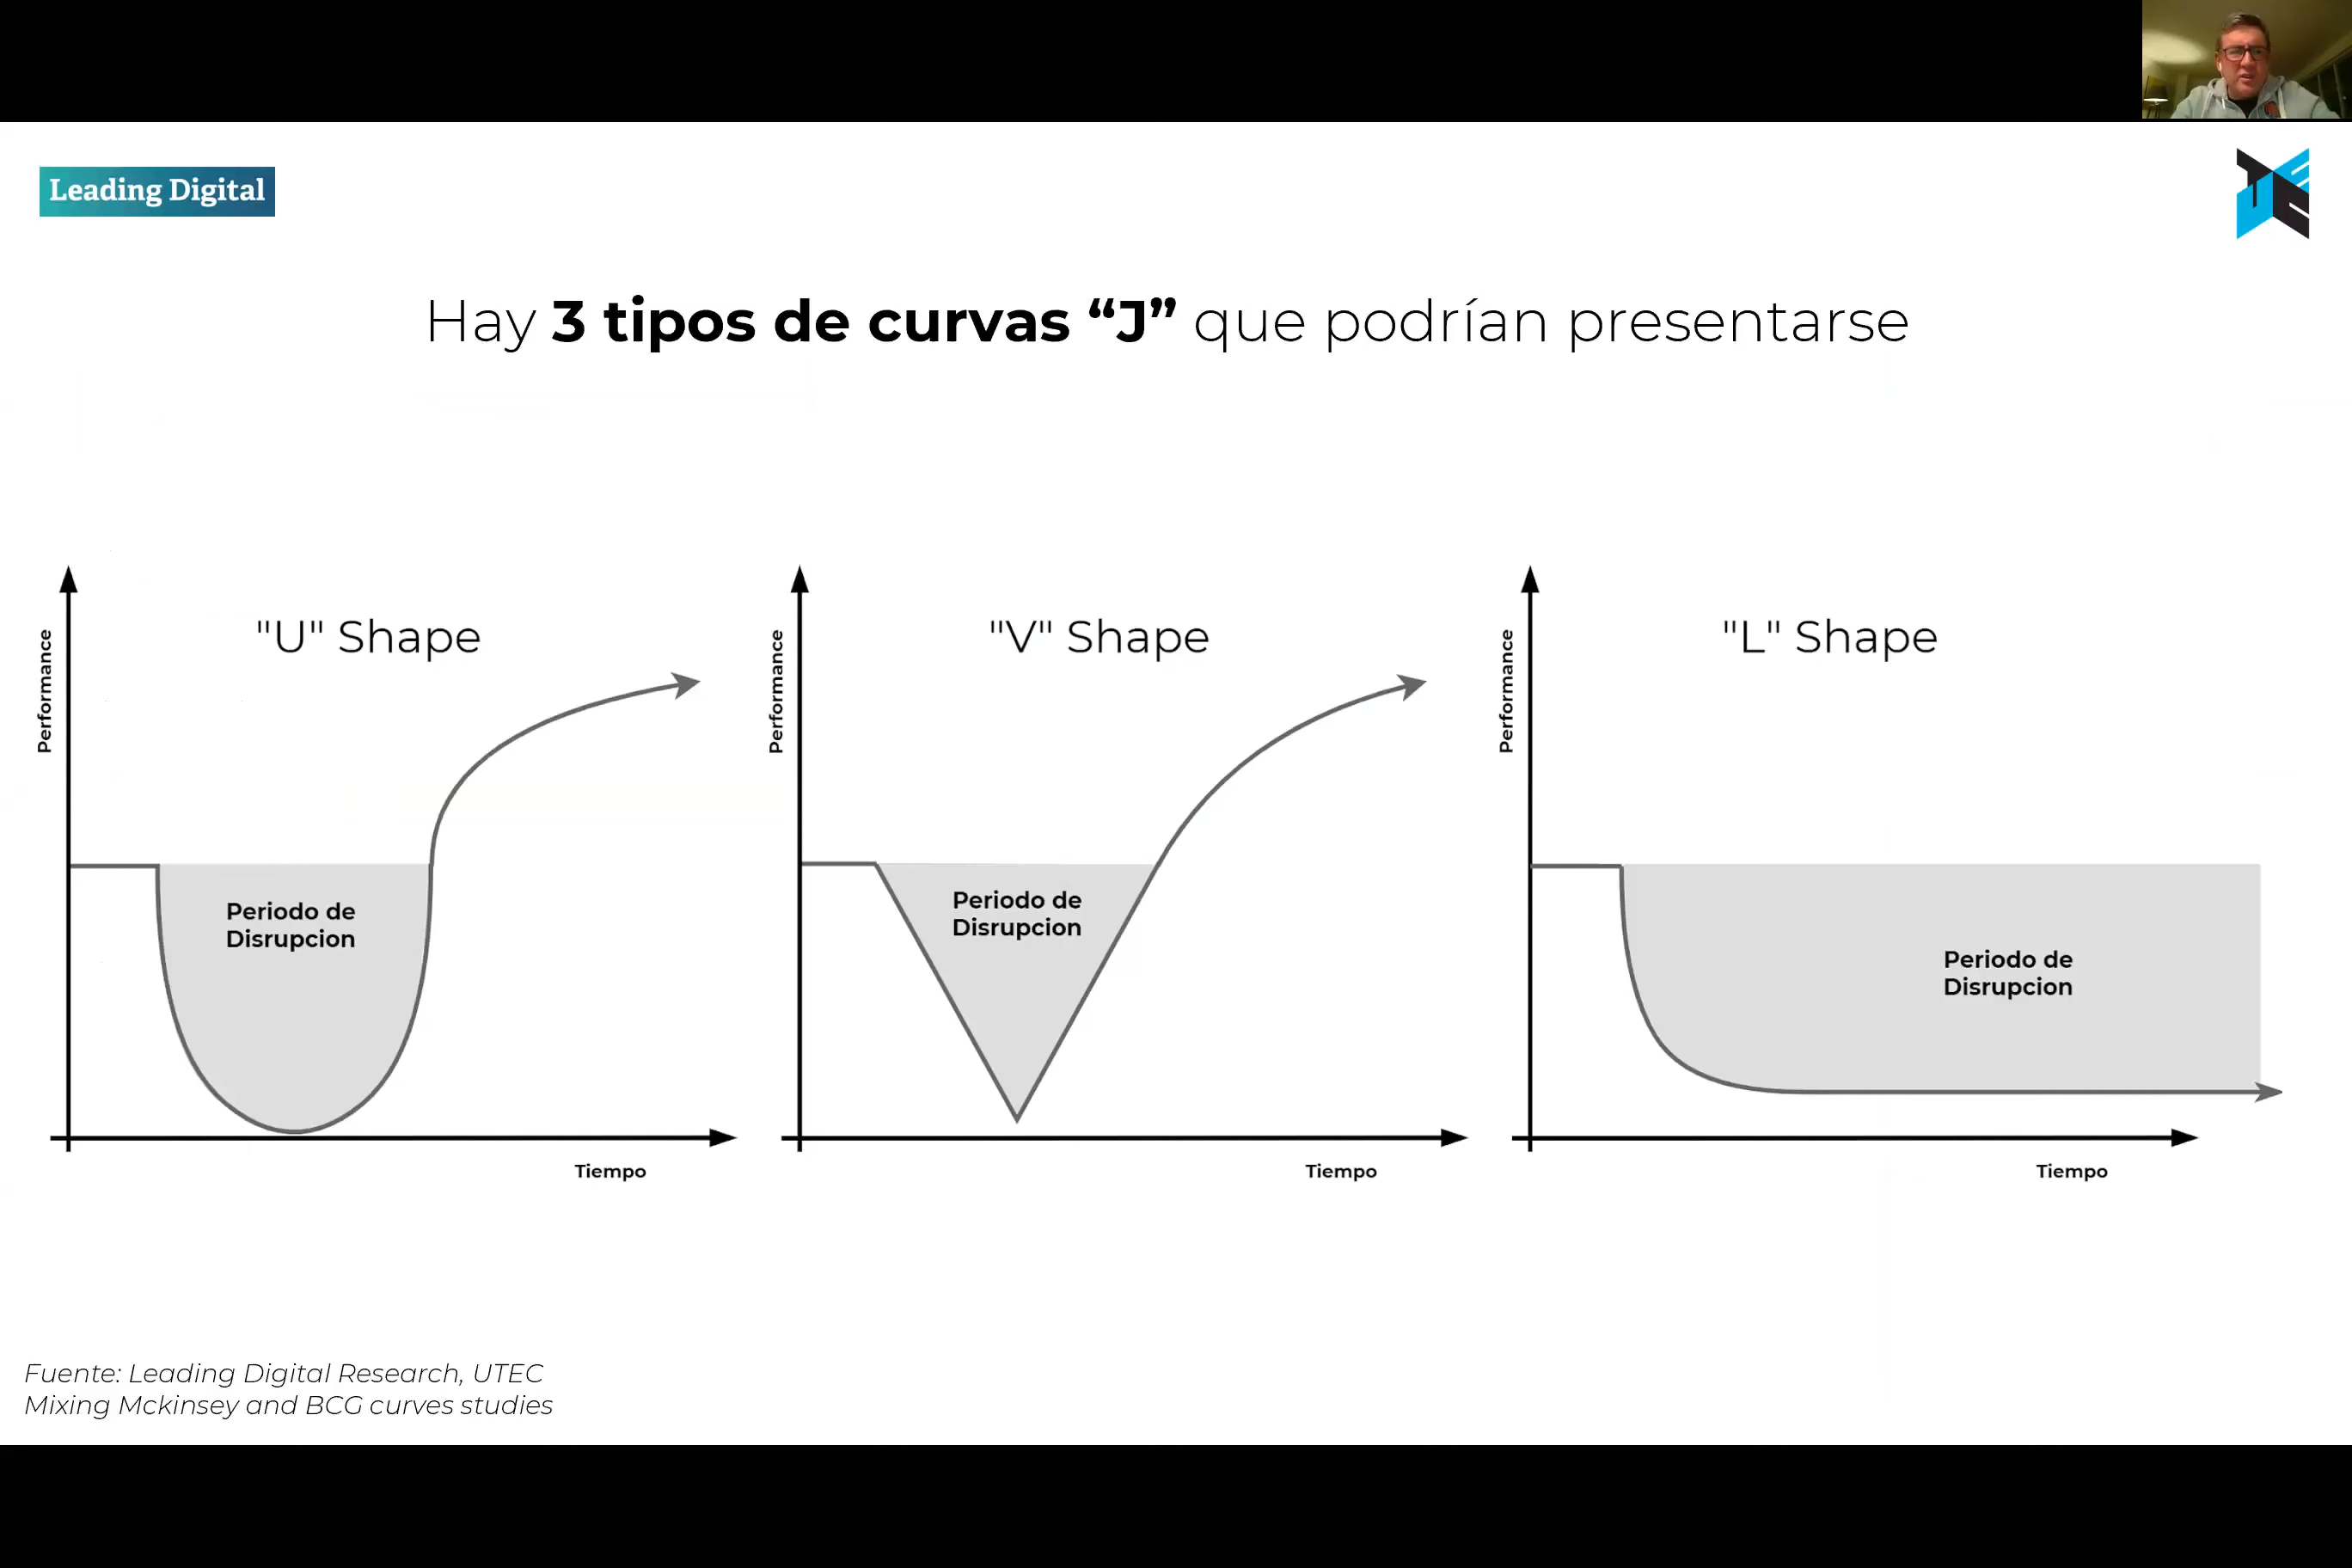 Leading Digital
UTEC
Hay 3 tipos de curvas “J” que podrían presentarse
"U" Shape
Performance
Periodo de
Disrupcion
Tiempo
"V" Shape
Performance
Periodo de
Disrupcion
Tiempo
"L" Shape
Performance
Periodo de
Disrupcion
Tiempo
Fuente: Leading Digital Research, UTEC
Mixing Mckinsey and BCG curves studies